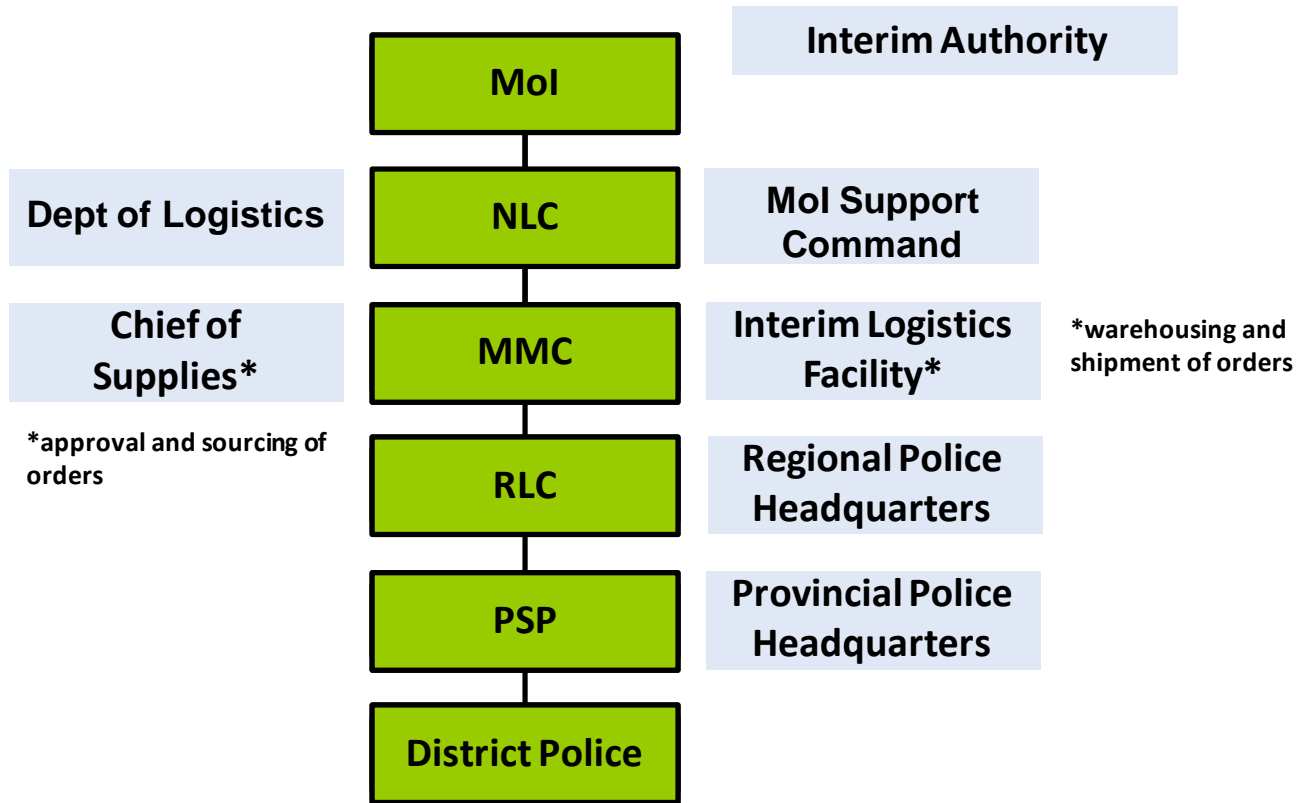 Interim Authority
MoI
Dept of Logistics
NLC
MoI Support
Command
Chief of
Supplies*
MMC
Interim Logistics
Facility*
*warehousing and
shipment of orders
*approval and sourcing of
orders
RLC
Regional Police
Headquarters
PSP
Provincial Police
Headquarters
District Police